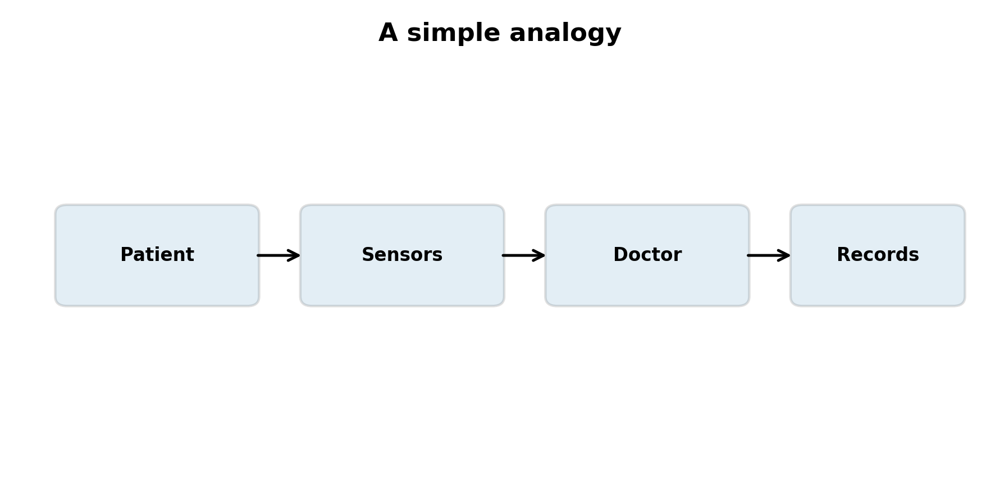 A simple analogy
Patient
Sensors
Doctor
Records